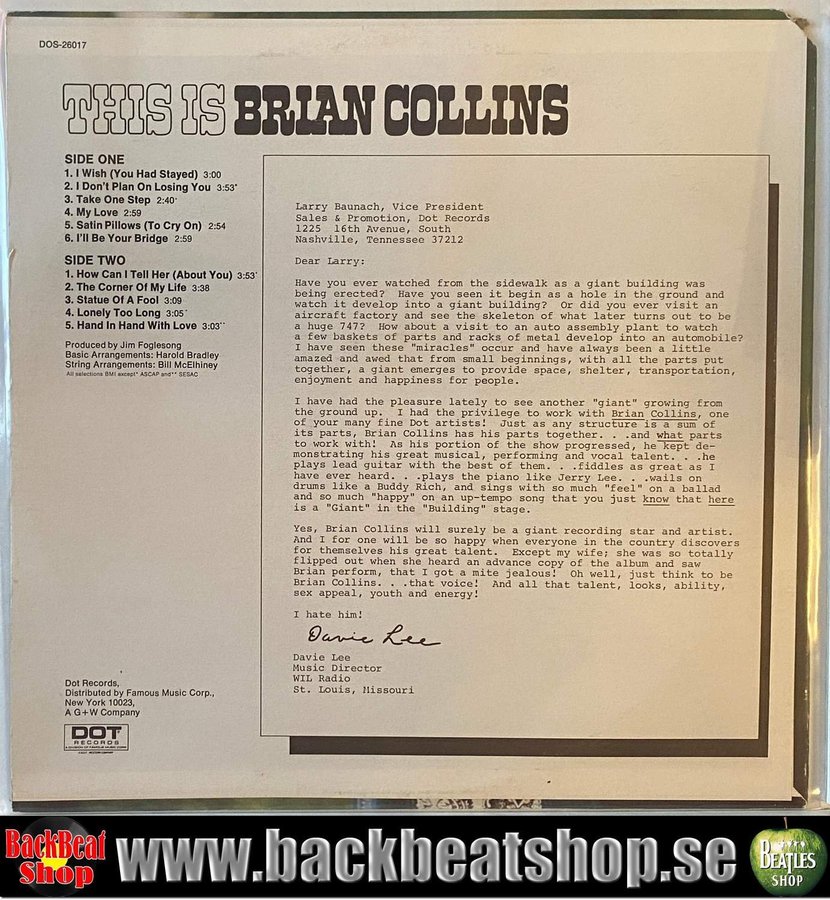 DOS-26017
THIS IS BRIAN COLLINS
SIDE ONE
1. I Wish (You Had Stayed) 3:00
2. I Don't Plan On Losing You 3:53*
3. Take One Step 2:40*
4. My Love 2:59
5. Satin Pillows (To Cry On) 2:54
6. I'll Be Your Bridge 2:59
SIDE TWO
1. How Can I Tell Her (About You) 3:53*
2. The Corner Of My Life 3:38
3. Statue Of A Fool 3:09
4. Lonely Too Long 3:05*
5. Hand In Hand With Love 3:03**
Produced by Jim Foglesong
Basic Arrangements: Harold Bradley
String Arrangements: Bill McElhiney
All selections BMI except* ASCAP and** SESAC
Larry Baunach, Vice President
Sales & Promotion, Dot Records
1225 16th Avenue, South
Nashville, Tennessee 37212
Dear Larry:
Have you ever watched from the sidewalk as a giant building was
being erected? Have you seen it begin as a hole in the ground and
watch it develop into a giant building? Or did you ever visit an
aircraft factory and see the skeleton of what later turns out to be
a huge 747? How about a visit to an auto assembly plant to watch
a few baskets of parts and racks of metal develop into an automobile?
I have seen these "miracles" occur and have always been a little
amazed and awed that from small beginnings, with all the parts put
together, a giant emerges to provide space, shelter, transportation,
enjoyment and happiness for people.
I have had the pleasure lately to see another "giant" growing from
the ground up. I had the privilege to work with Brian Collins, one
of your many fine Dot artists! Just as any structure is a sum of
its parts, Brian Collins has his parts together. . .and what parts
to work with! As his portion of the show progressed, he kept de-
monstrating his great musical, performing and vocal talent. . .he
plays lead guitar with the best of them. . .fiddles as great as I
have ever heard. . .plays the piano like Jerry Lee. . .wails on
drums like a Buddy Rich, and sings with so much "feel" on a ballad
and so much "happy" on an up-tempo song that you just know that here
is a "Giant" in the "Building" stage.
Yes, Brian Collins will surely be a giant recording star and artist.
And I for one will be so happy when everyone in the country discovers
for themselves his great talent. Except my wife; she was so totally
flipped out when she heard an advance copy of the album and saw
Brian perform, that I got a mite jealous! Oh well, just think to be
Brian Collins. . .that voice! And all that talent, looks, ability,
sex appeal, youth and energy!
I hate him!
Davie Lee
Davie Lee
Music Director
WIL Radio
St. Louis, Missouri
Dot Records,
Distributed by Famous Music Corp.,
New York 10023,
A G+W Company
DOT
RECORDS
A DIVISION OF FAMOUS MUSIC CORP.
BackBeat
Shop
www.backbeatshop.se
BEATLES
SHOP